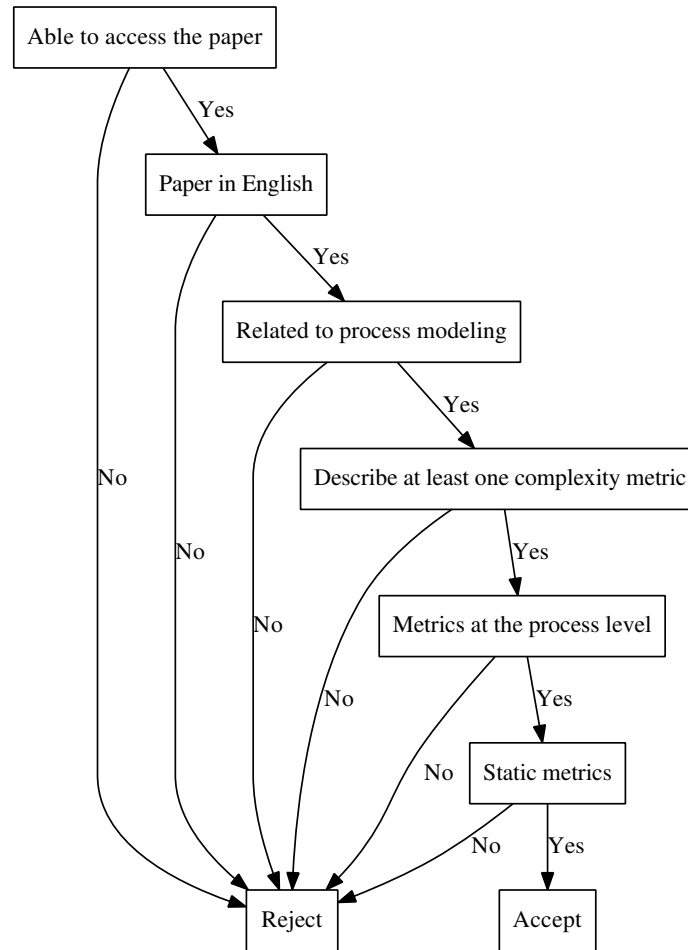 Able to access the paper
Yes
Paper in English
Yes
Related to process modeling
Yes
Describe at least one complexity metric
No
No
Yes
Metrics at the process level
No
No
Yes
No
Static metrics
No
Yes
Reject
Accept